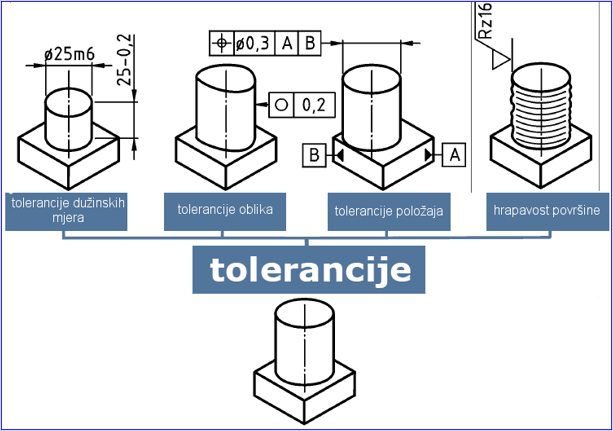 ø25m6
25-0,2
ø0,3 A B
0,2
B
A
Rz16
tolerancije dužinskih
mjera
tolerancije oblika
tolerancije položaja
hrapavost površine
tolerancije